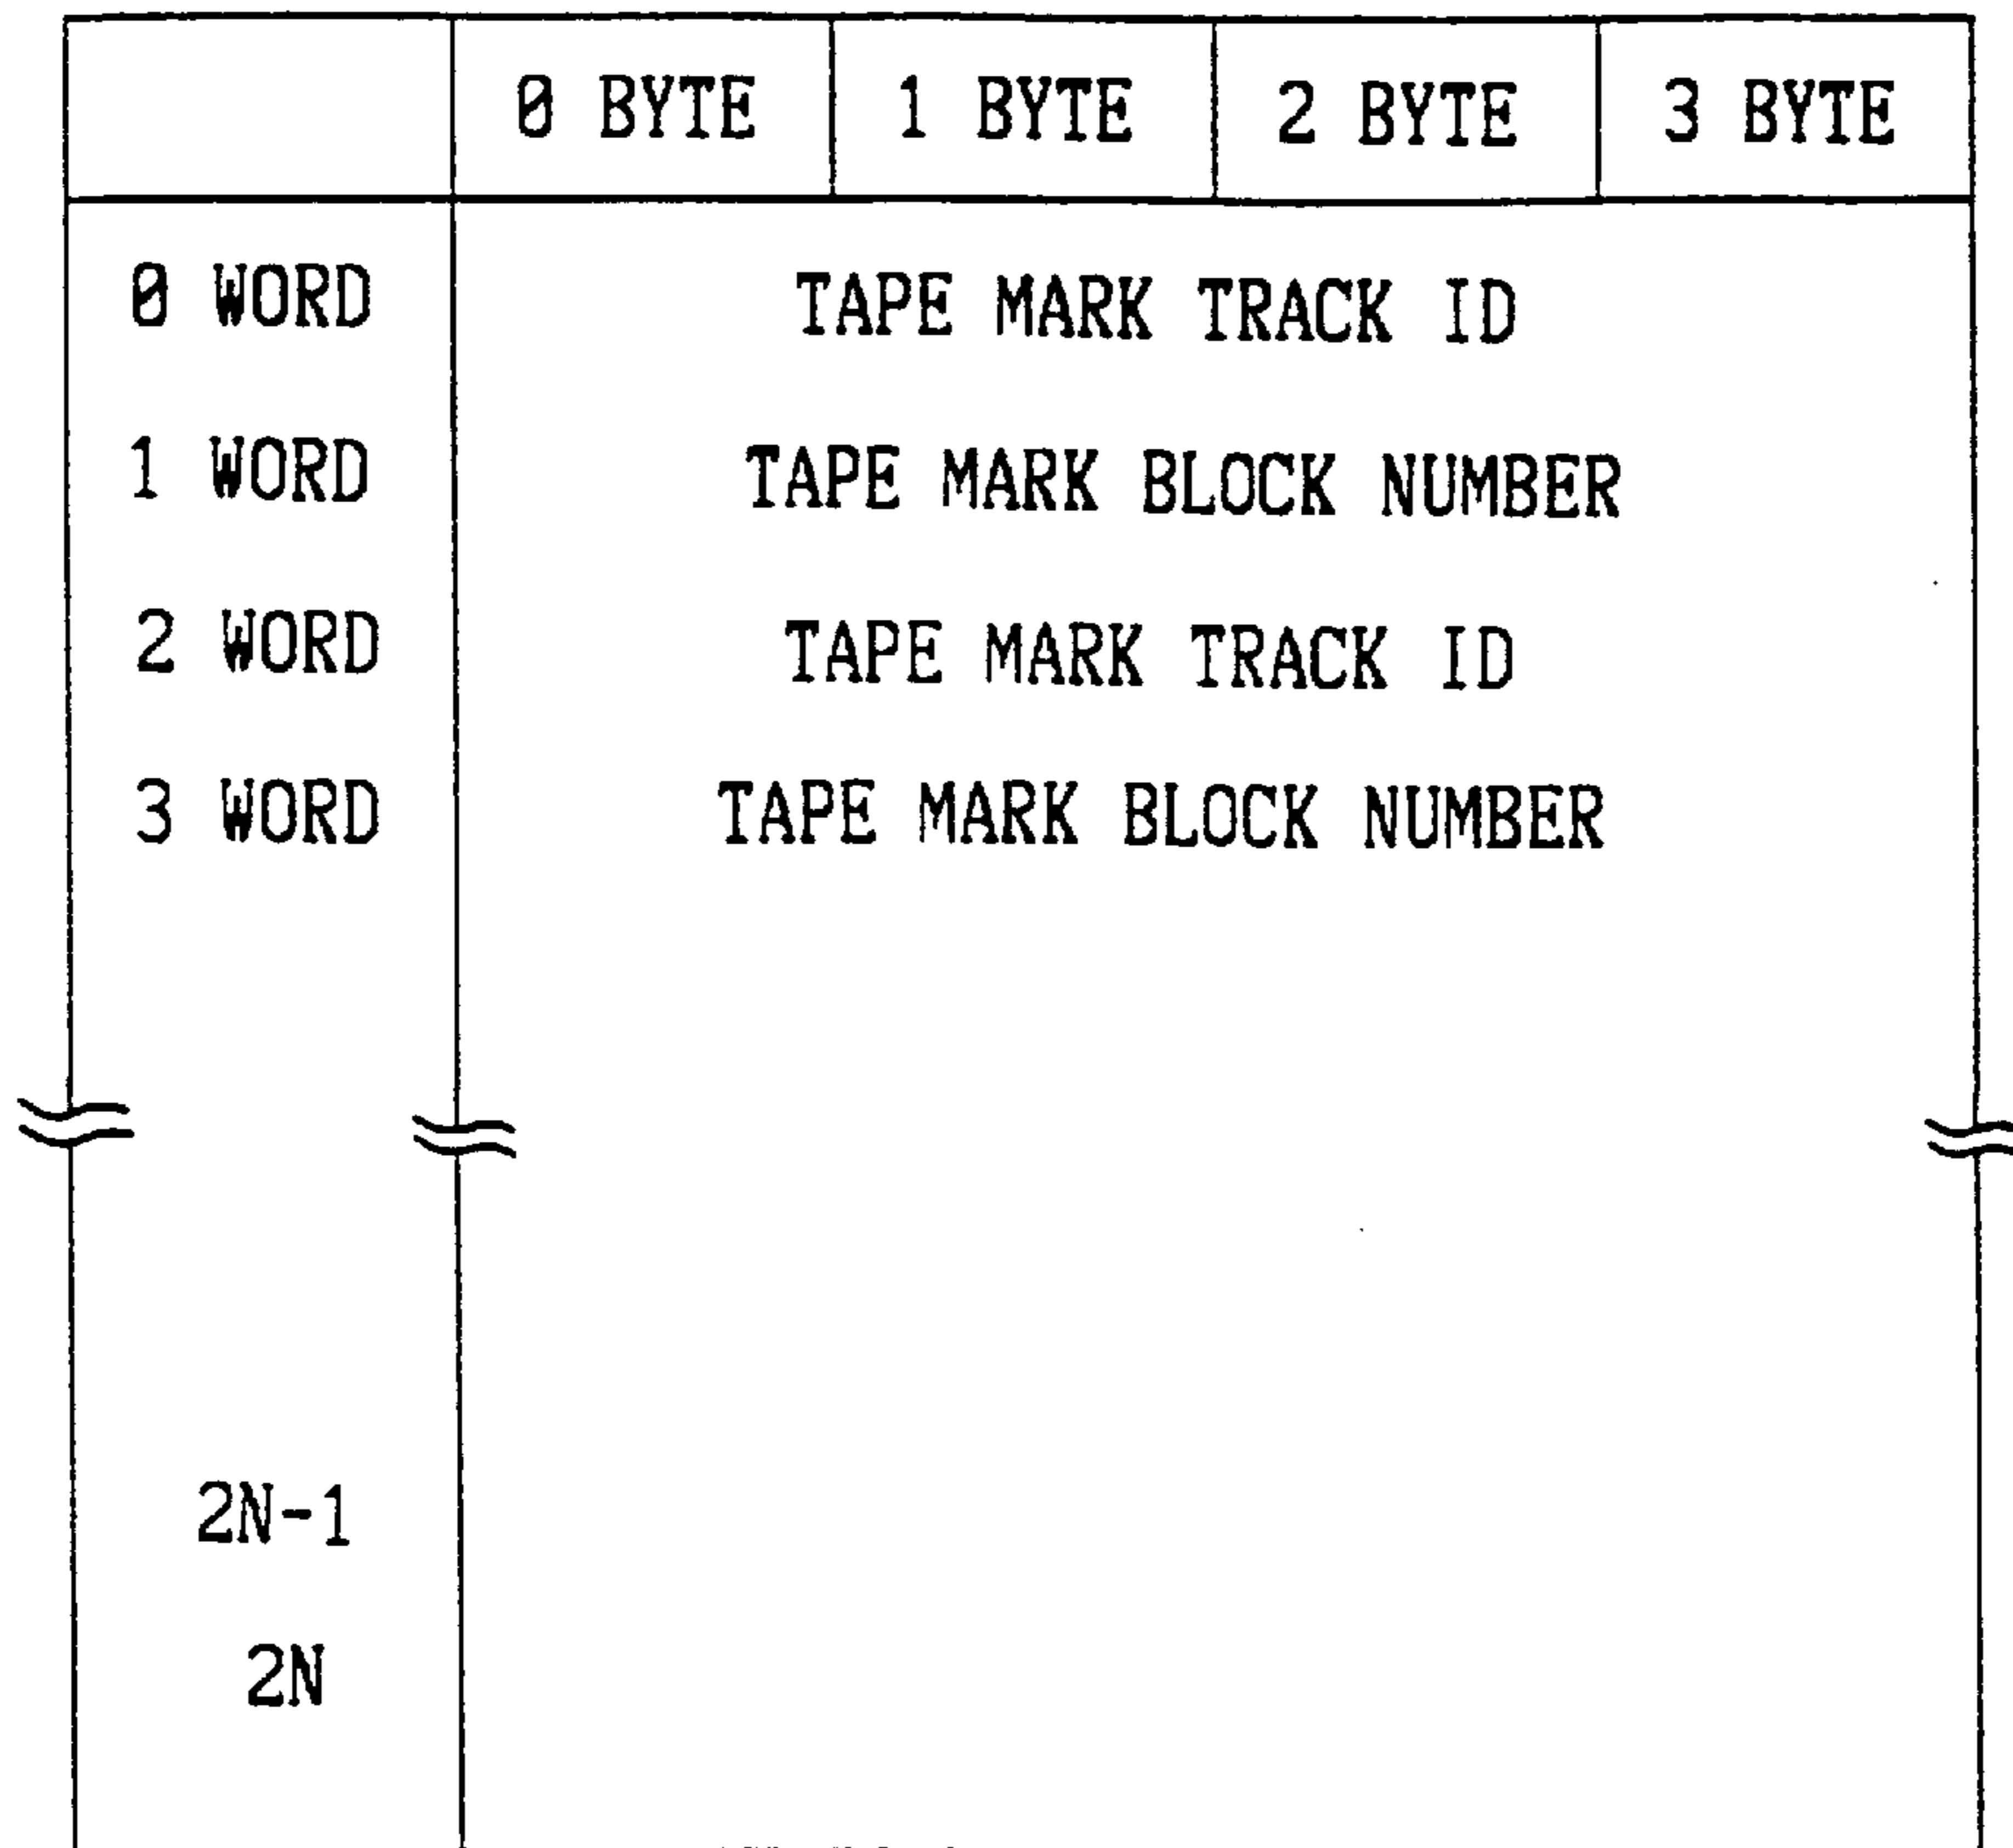 0 BYTE 1 BYTE 2 BYTE 3 BYTE
0 WORD TAPE MARK TRACK ID
1 WORD TAPE MARK BLOCK NUMBER
2 WORD TAPE MARK TRACK ID
3 WORD TAPE MARK BLOCK NUMBER
2N-1
2N